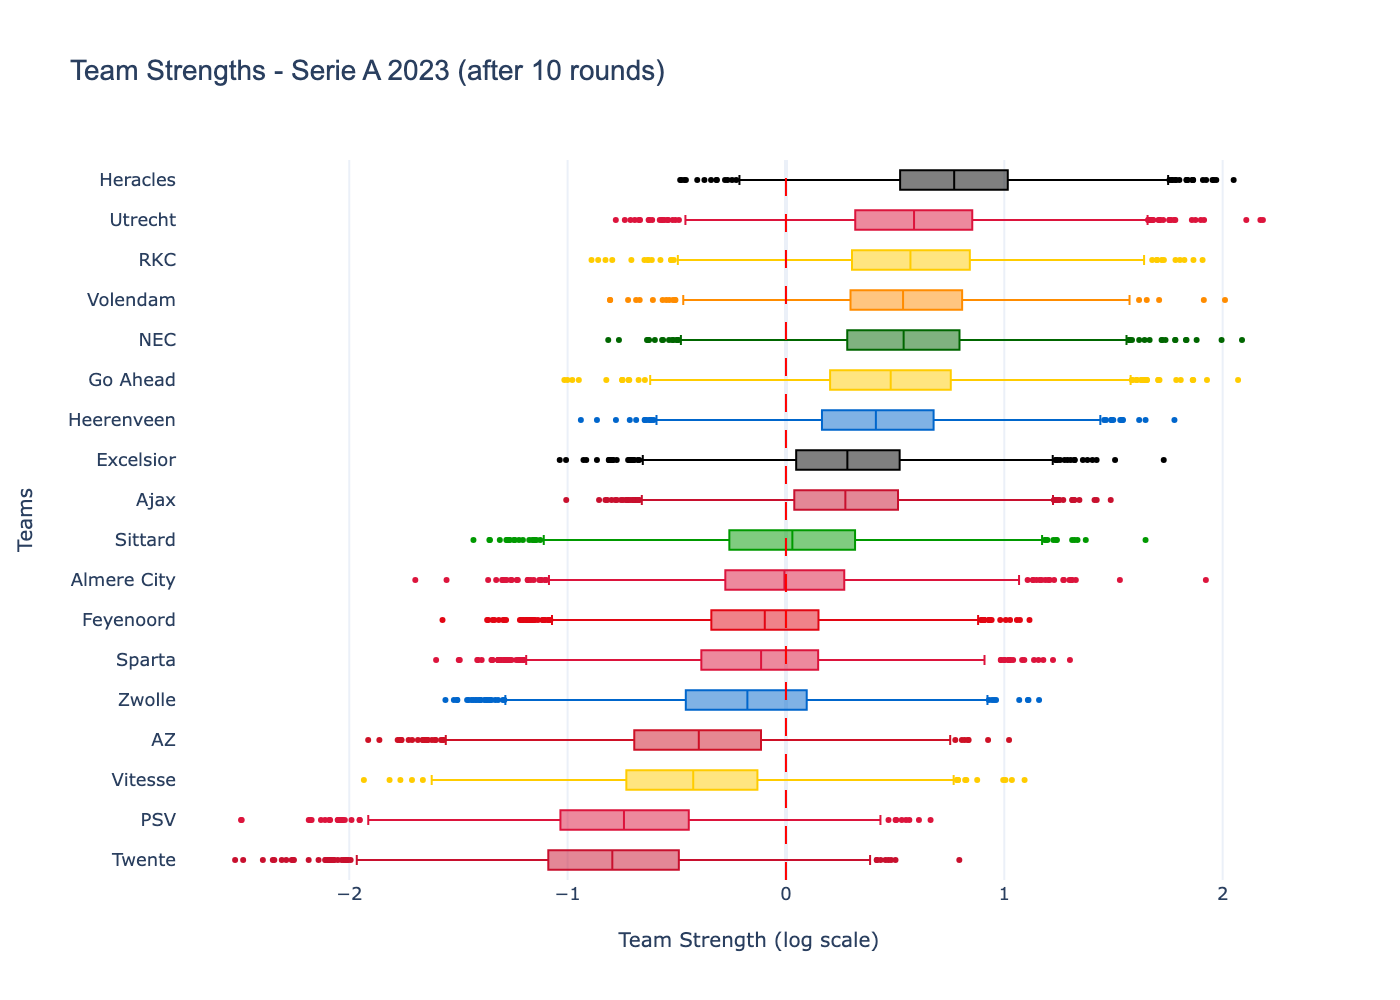 Team Strengths - Serie A 2023 (after 10 rounds)
Teams
Heracles
Utrecht
RKC
Volendam
NEC
Go Ahead
Heerenveen
Excelsior
Ajax
Sittard
Almere City
Feyenoord
Sparta
Zwolle
AZ
Vitesse
PSV
Twente
−2 −1 0 1 2
Team Strength (log scale)